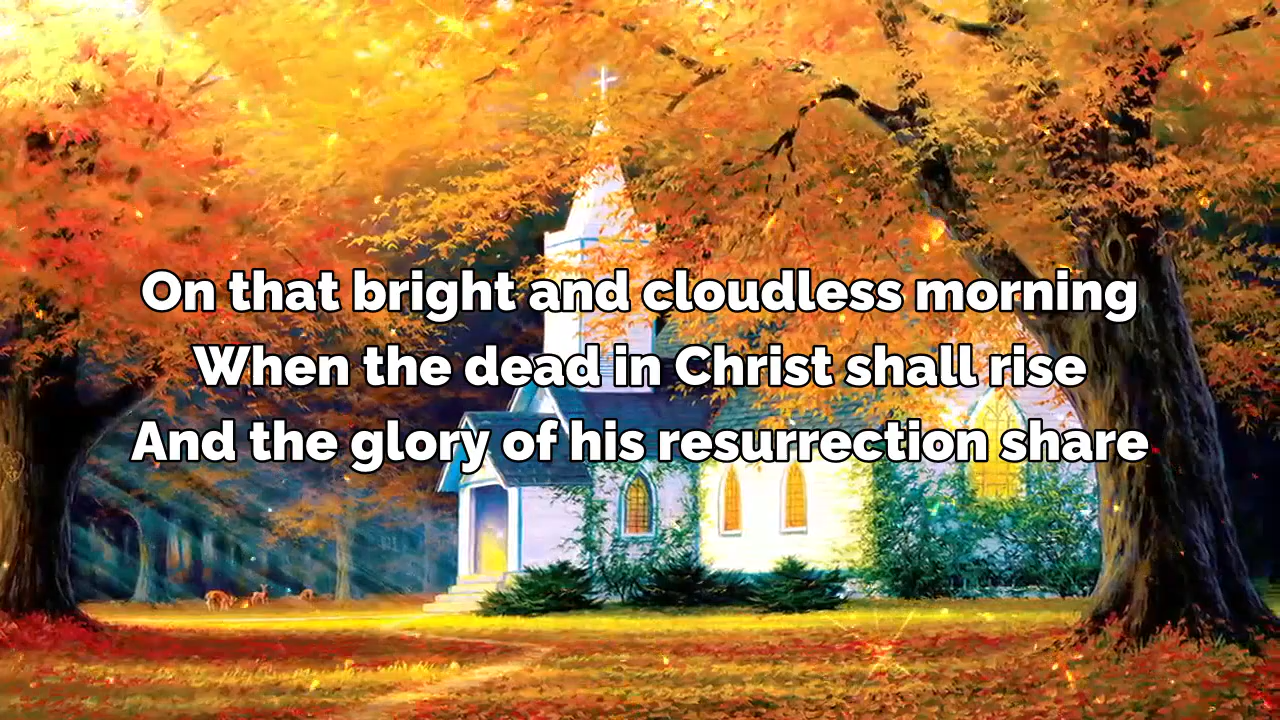 On that bright and cloudless morning
When the dead in Christ shall rise
And the glory of his resurrection share